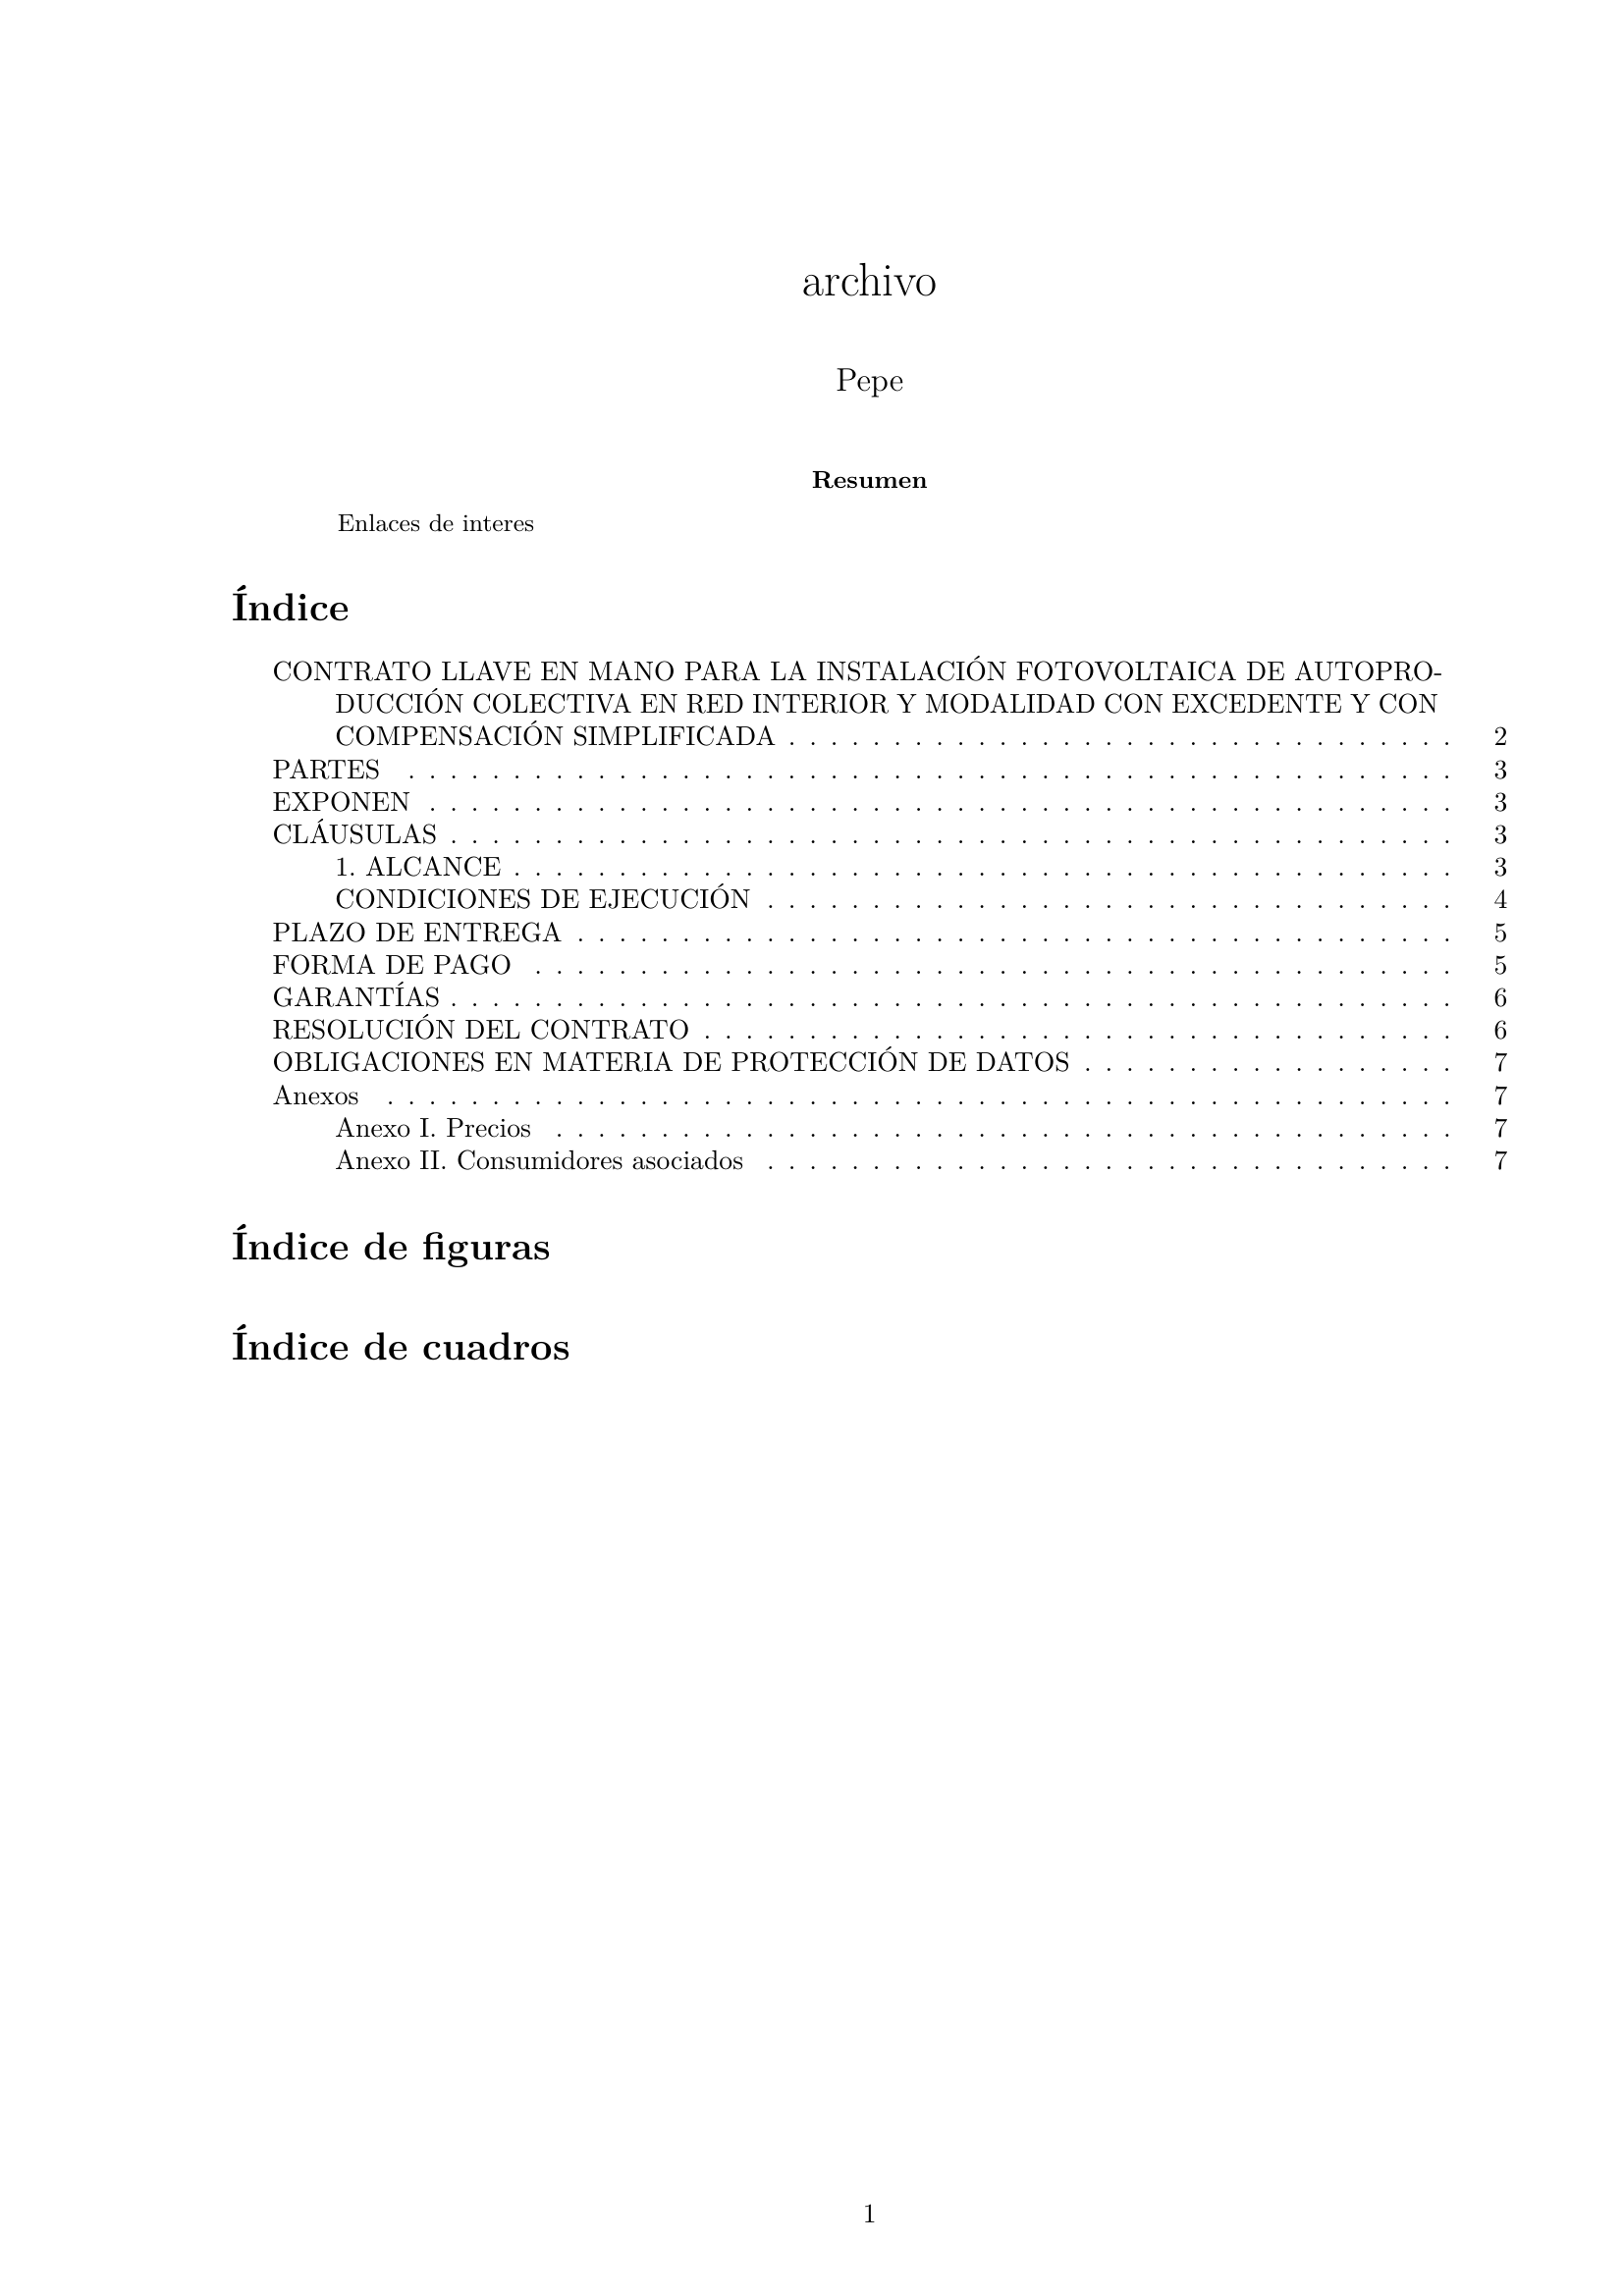 archivo
Pepe
Resumen
Enlaces de interes
Índice
CONTRATO LLAVE EN MANO PARA LA INSTALACIÓN FOTOVOLTAICA DE AUTOPRO-
DUCCIÓN COLECTIVA EN RED INTERIOR Y MODALIDAD CON EXCEDENTE Y CON
COMPENSACIÓN SIMPLIFICADA . . . . . . . . . . . . . . . . . . . . . . . . . . . . . . . . 2
PARTES . . . . . . . . . . . . . . . . . . . . . . . . . . . . . . . . . . . . . . . . . . . . . . . . . . 3
EXPONEN . . . . . . . . . . . . . . . . . . . . . . . . . . . . . . . . . . . . . . . . . . . . . . . . . 3
CLÁUSULAS . . . . . . . . . . . . . . . . . . . . . . . . . . . . . . . . . . . . . . . . . . . . . . . . 3
1. ALCANCE . . . . . . . . . . . . . . . . . . . . . . . . . . . . . . . . . . . . . . . . . . . . . 3
CONDICIONES DE EJECUCIÓN . . . . . . . . . . . . . . . . . . . . . . . . . . . . . . . . . 4
PLAZO DE ENTREGA . . . . . . . . . . . . . . . . . . . . . . . . . . . . . . . . . . . . . . . . . . 5
FORMA DE PAGO . . . . . . . . . . . . . . . . . . . . . . . . . . . . . . . . . . . . . . . . . . . . 5
GARANTÍAS . . . . . . . . . . . . . . . . . . . . . . . . . . . . . . . . . . . . . . . . . . . . . . . . 6
RESOLUCIÓN DEL CONTRATO . . . . . . . . . . . . . . . . . . . . . . . . . . . . . . . . . . . . 6
OBLIGACIONES EN MATERIA DE PROTECCIÓN DE DATOS . . . . . . . . . . . . . . . . . . 7
Anexos . . . . . . . . . . . . . . . . . . . . . . . . . . . . . . . . . . . . . . . . . . . . . . . . . . . 7
Anexo I. Precios . . . . . . . . . . . . . . . . . . . . . . . . . . . . . . . . . . . . . . . . . . . 7
Anexo II. Consumidores asociados . . . . . . . . . . . . . . . . . . . . . . . . . . . . . . . . . 7
Índice de figuras
Índice de cuadros
1